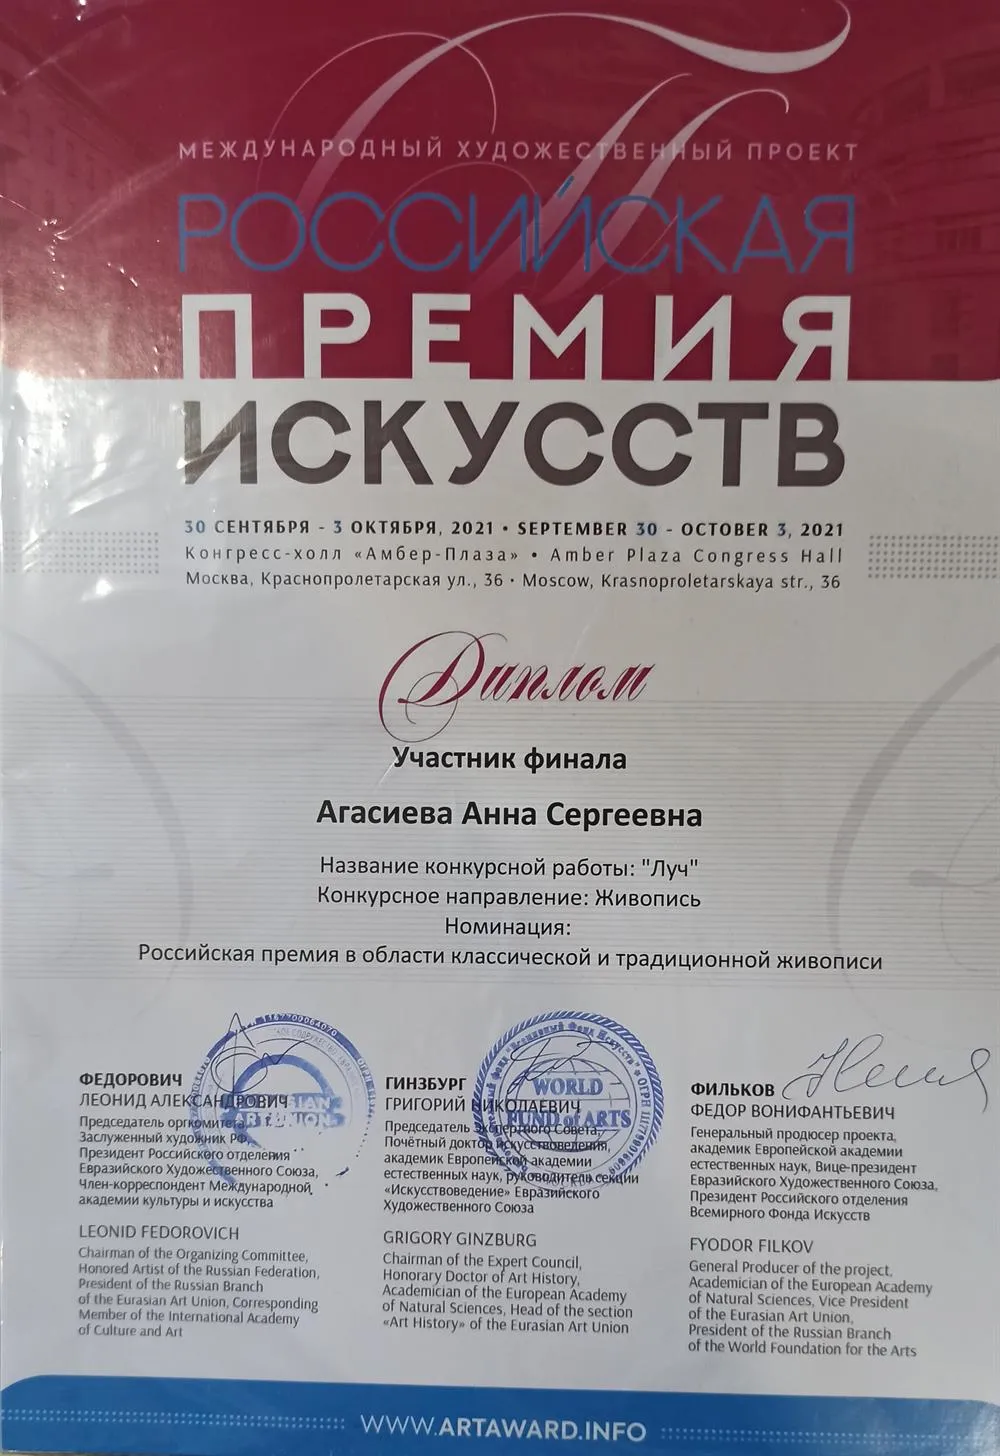 МЕЖДУНАРОДНЫЙ ХУДОЖЕСТВЕННЫЙ ПРОЕКТ
РОССИЙСКАЯ
ПРЕМИЯ
ИСКУССТВ
30 СЕНТЯБРЯ - 3 ОКТЯБРЯ, 2021 • SEPTEMBER 30 - OCTOBER 3, 2021
Конгресс-холл «Амбер-Плаза» • Amber Plaza Congress Hall
Москва, Краснопролетарская ул., 36 • Moscow, Krasnoproletarskaya str., 36
Диплом
Участник финала
Агасиева Анна Сергеевна
Название конкурсной работы: "Луч"
Конкурсное направление: Живопись
Номинация:
Российская премия в области классической и традиционной живописи
ФЕДОРОВИЧ
ЛЕОНИД АЛЕКСАНДРОВИЧ
Председатель оргкомитета,
Заслуженный художник РФ,
Президент Российского отделения
Евразийского Художественного Союза,
Член-корреспондент Международной
академии культуры и искусства
LEONID FEDOROVICH
Chairman of the Organizing Committee,
Honored Artist of the Russian Federation,
President of the Russian Branch
of the Eurasian Art Union, Corresponding
Member of the International Academy
of Culture and Art
ART UNION
ГИНЗБУРГ
ГРИГОРИЙ НИКОЛАЕВИЧ
Председатель Экспертного Совета,
Почётный доктор искусствоведения,
академик Европейской академии
естественных наук, руководитель секции
«Искусствоведение» Евразийского
Художественного Союза
GRIGORY GINZBURG
Chairman of the Expert Council,
Honorary Doctor of Art History,
Academician of the European Academy
of Natural Sciences, Head of the section
«Art History» of the Eurasian Art Union
WORLD
FUND of ARTS
ФИЛЬКОВ
ФЕДОР ВОНИФАНТЬЕВИЧ
Генеральный продюсер проекта,
академик Европейской академии
естественных наук, Вице-президент
Евразийского Художественного Союза,
Президент Российского отделения
Всемирного Фонда Искусств
FYODOR FILKOV
General Producer of the project,
Academician of the European Academy
of Natural Sciences, Vice President
of the Eurasian Art Union,
President of the Russian Branch
of the World Foundation for the Arts
WWW.ARTAWARD.INFO